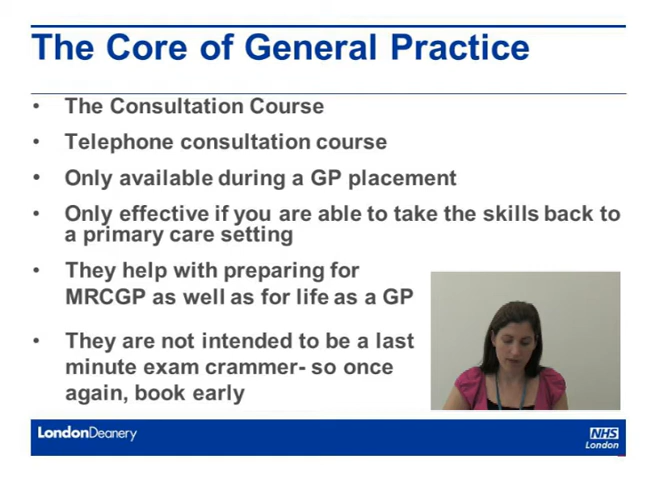 The Core of General Practice
• The Consultation Course
• Telephone consultation course
• Only available during a GP placement
• Only effective if you are able to take the skills back to
a primary care setting
• They help with preparing for
MRCGP as well as for life as a GP
• They are not intended to be a last
minute exam crammer- so once
again, book early
LondonDeanery
NHS
London